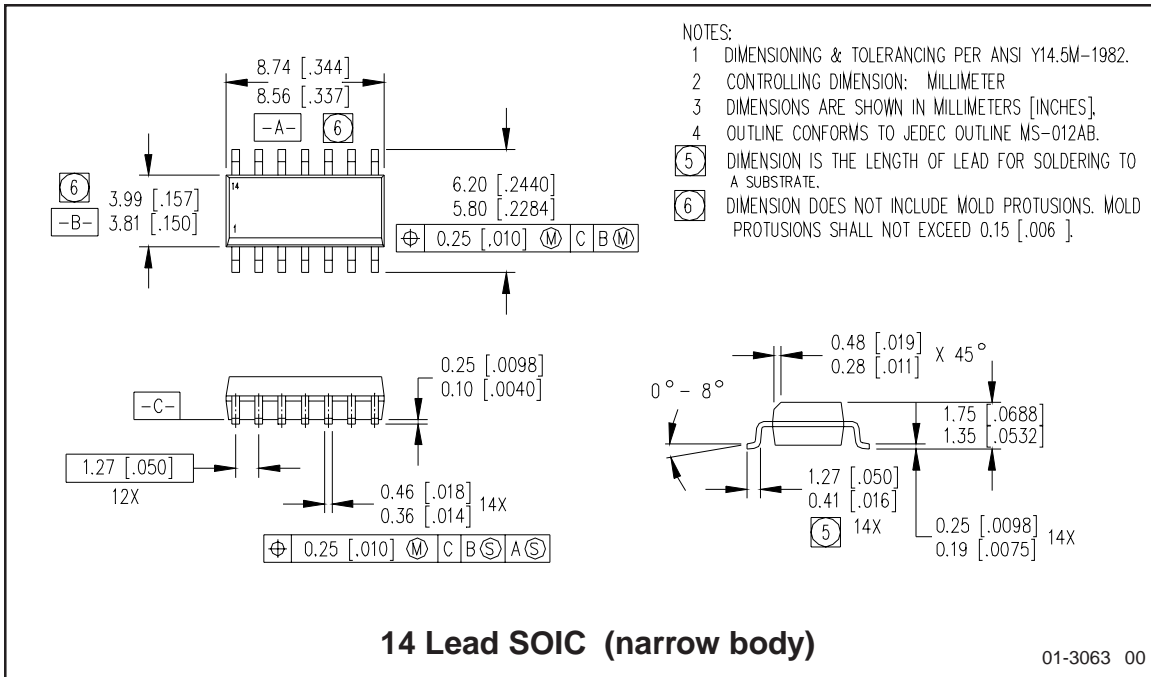 NOTES:
1 DIMENSIONING & TOLERANCING PER ANSI Y14.5M-1982.
2 CONTROLLING DIMENSION: MILLIMETER
3 DIMENSIONS ARE SHOWN IN MILLIMETERS [INCHES].
4 OUTLINE CONFORMS TO JEDEC OUTLINE MS-012AB.
5 DIMENSION IS THE LENGTH OF LEAD FOR SOLDERING TO
A SUBSTRATE.
6 DIMENSION DOES NOT INCLUDE MOLD PROTUSIONS. MOLD
PROTUSIONS SHALL NOT EXCEED 0.15 [.006 ].
8.74 [.344]
8.56 [.337]
-A- 6
6
3.99 [.157]
-B- 3.81 [.150]
14
1
6.20 [.2440]
5.80 [.2284]
⌖ 0.25 [.010] Ⓜ C B Ⓜ
0.25 [.0098]
0.10 [.0040]
-C-
1.27 [.050]
12X
0.46 [.018]
0.36 [.014] 14X
⌖ 0.25 [.010] Ⓜ C B Ⓢ A Ⓢ
0.48 [.019]
0.28 [.011] X 45°
0° - 8°
1.75 [.0688]
1.35 [.0532]
1.27 [.050]
0.41 [.016]
5 14X
0.25 [.0098]
0.19 [.0075] 14X
14 Lead SOIC (narrow body)
01-3063 00